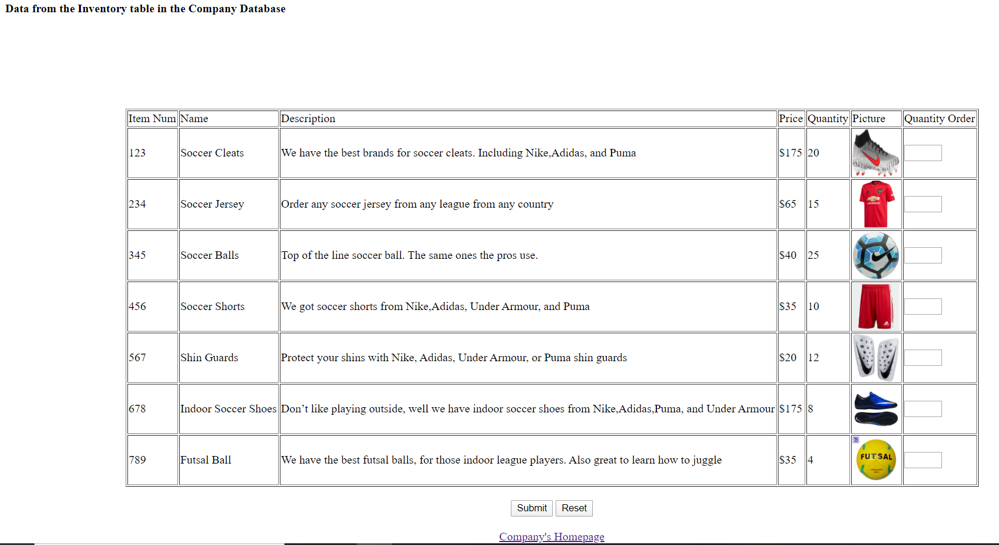 Data from the Inventory table in the Company Database
Item Num Name Description Price Quantity Picture Quantity Order
123 Soccer Cleats We have the best brands for soccer cleats. Including Nike,Adidas, and Puma $175 20
234 Soccer Jersey Order any soccer jersey from any league from any country $65 15
CHEVROLET
345 Soccer Balls Top of the line soccer ball. The same ones the pros use. $40 25
456 Soccer Shorts We got soccer shorts from Nike,Adidas, Under Armour, and Puma $35 10
567 Shin Guards Protect your shins with Nike, Adidas, Under Armour, or Puma shin guards $20 12
678 Indoor Soccer Shoes Don’t like playing outside, well we have indoor soccer shoes from Nike,Adidas,Puma, and Under Armour $175 8
789 Futsal Ball We have the best futsal balls, for those indoor league players. Also great to learn how to juggle $35 4
FUTSAL
Submit Reset
Company's Homepage